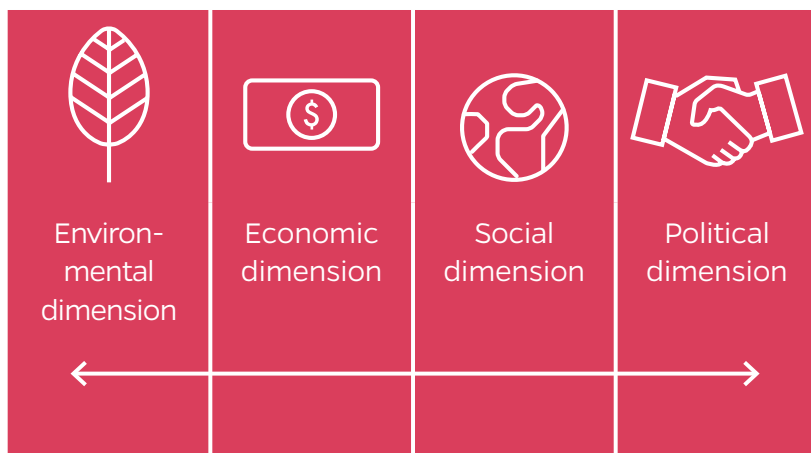 $
Environ-
mental
dimension
Economic
dimension
Social
dimension
Political
dimension